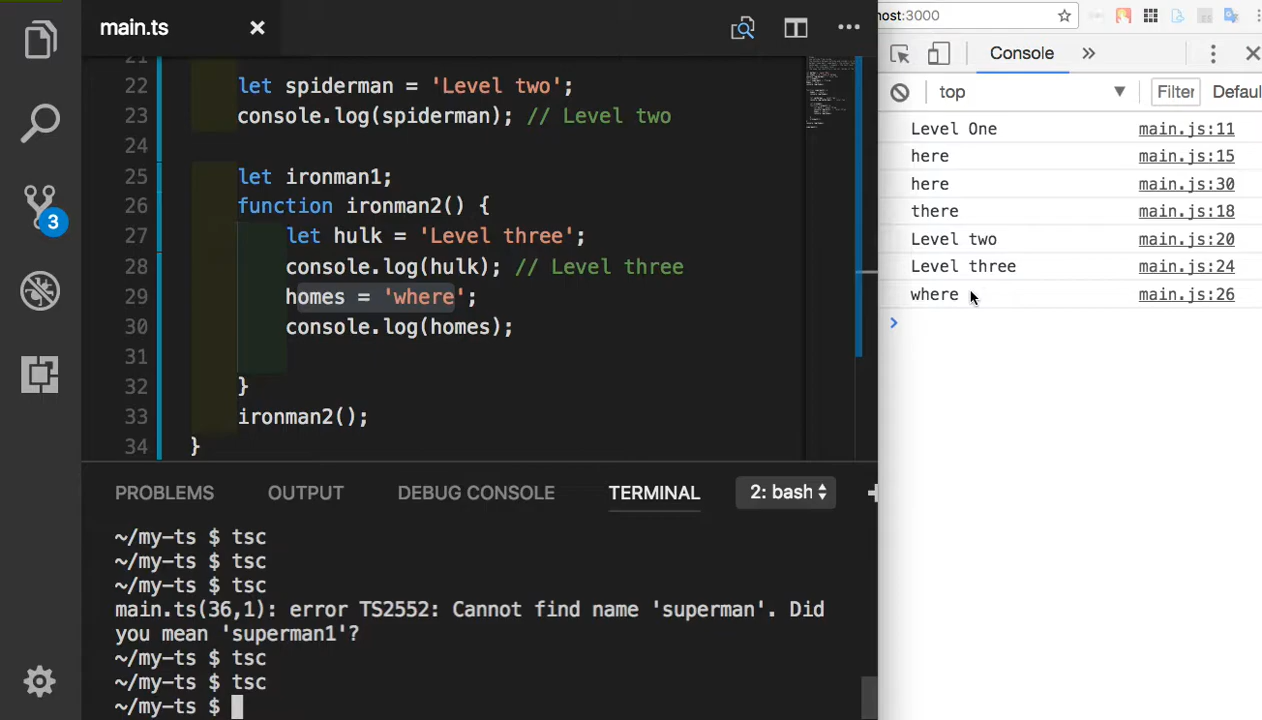 main.ts
21
22 let spiderman = 'Level two';
23 console.log(spiderman); // Level two
24
25 let ironman1;
26 function ironman2() {
27 let hulk = 'Level three';
28 console.log(hulk); // Level three
29 homes = 'where';
30 console.log(homes);
31
32 }
33 ironman2();
34 }
3
PROBLEMS OUTPUT DEBUG CONSOLE TERMINAL 2: bash
~/my-ts $ tsc
~/my-ts $ tsc
~/my-ts $ tsc
main.ts(36,1): error TS2552: Cannot find name 'superman'. Did
you mean 'superman1'?
~/my-ts $ tsc
~/my-ts $ tsc
~/my-ts $
ost:3000
Console
top Filter Defaul
Level One main.js:11
here main.js:15
here main.js:30
there main.js:18
Level two main.js:20
Level three main.js:24
where main.js:26